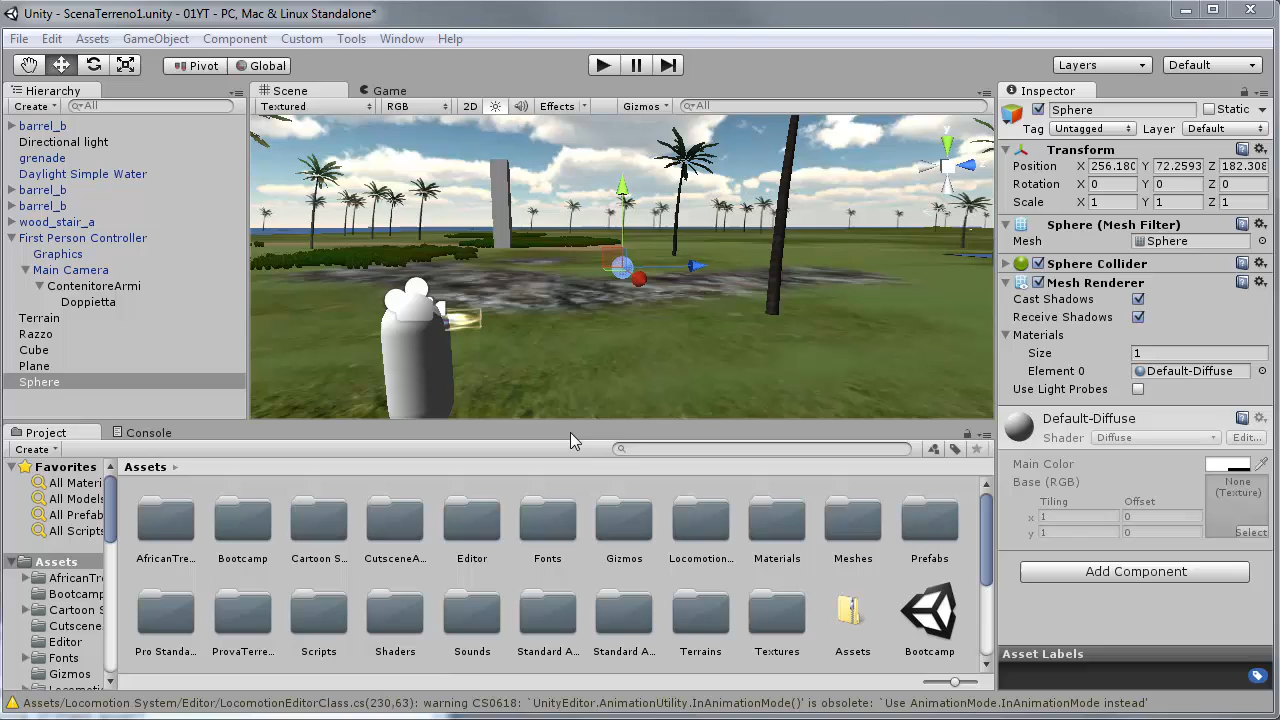 Unity - ScenaTerreno1.unity - 01YT - PC, Mac & Linux Standalone*
File Edit Assets GameObject Component Custom Tools Window Help
Pivot Global Layers Default
Hierarchy
Create All
barrel_b
Directional light
grenade
Daylight Simple Water
barrel_b
barrel_b
wood_stair_a
First Person Controller
Graphics
Main Camera
ContenitoreArmi
Doppietta
Terrain
Razzo
Cube
Plane
Sphere
Scene Game
Textured RGB 2D Effects Gizmos All
y
Inspector
Sphere Static
Tag Untagged Layer Default
Transform
Position X 256.180 Y 72.2593 Z 182.308
Rotation X 0 Y 0 Z 0
Scale X 1 Y 1 Z 1
Sphere (Mesh Filter)
Mesh Sphere
Sphere Collider
Mesh Renderer
Cast Shadows
Receive Shadows
Materials
Size 1
Element 0 Default-Diffuse
Use Light Probes
Default-Diffuse
Shader Diffuse Edit...
Main Color
Base (RGB)
None
(Texture)
Tiling Offset
x 1 0
y 1 0
Select
Add Component
Asset Labels
Project Console
Create
Favorites
All Materi
All Models
All Prefab
All Scripts
Assets
AfricanTre
Bootcamp
Cartoon S
Cutscene
Editor
Fonts
Gizmos
Assets
AfricanTre... Bootcamp Cartoon S... CutsceneA... Editor Fonts Gizmos Locomotion... Materials Meshes Prefabs
Pro Standa... ProvaTerre... Scripts Shaders Sounds Standard A... Standard A... Terrains Textures Assets Bootcamp
Assets/Locomotion System/Editor/LocomotionEditorClass.cs(230,63): warning CS0618: `UnityEditor.AnimationUtility.InAnimationMode()' is obsolete: `Use AnimationMode.InAnimationMode instead'